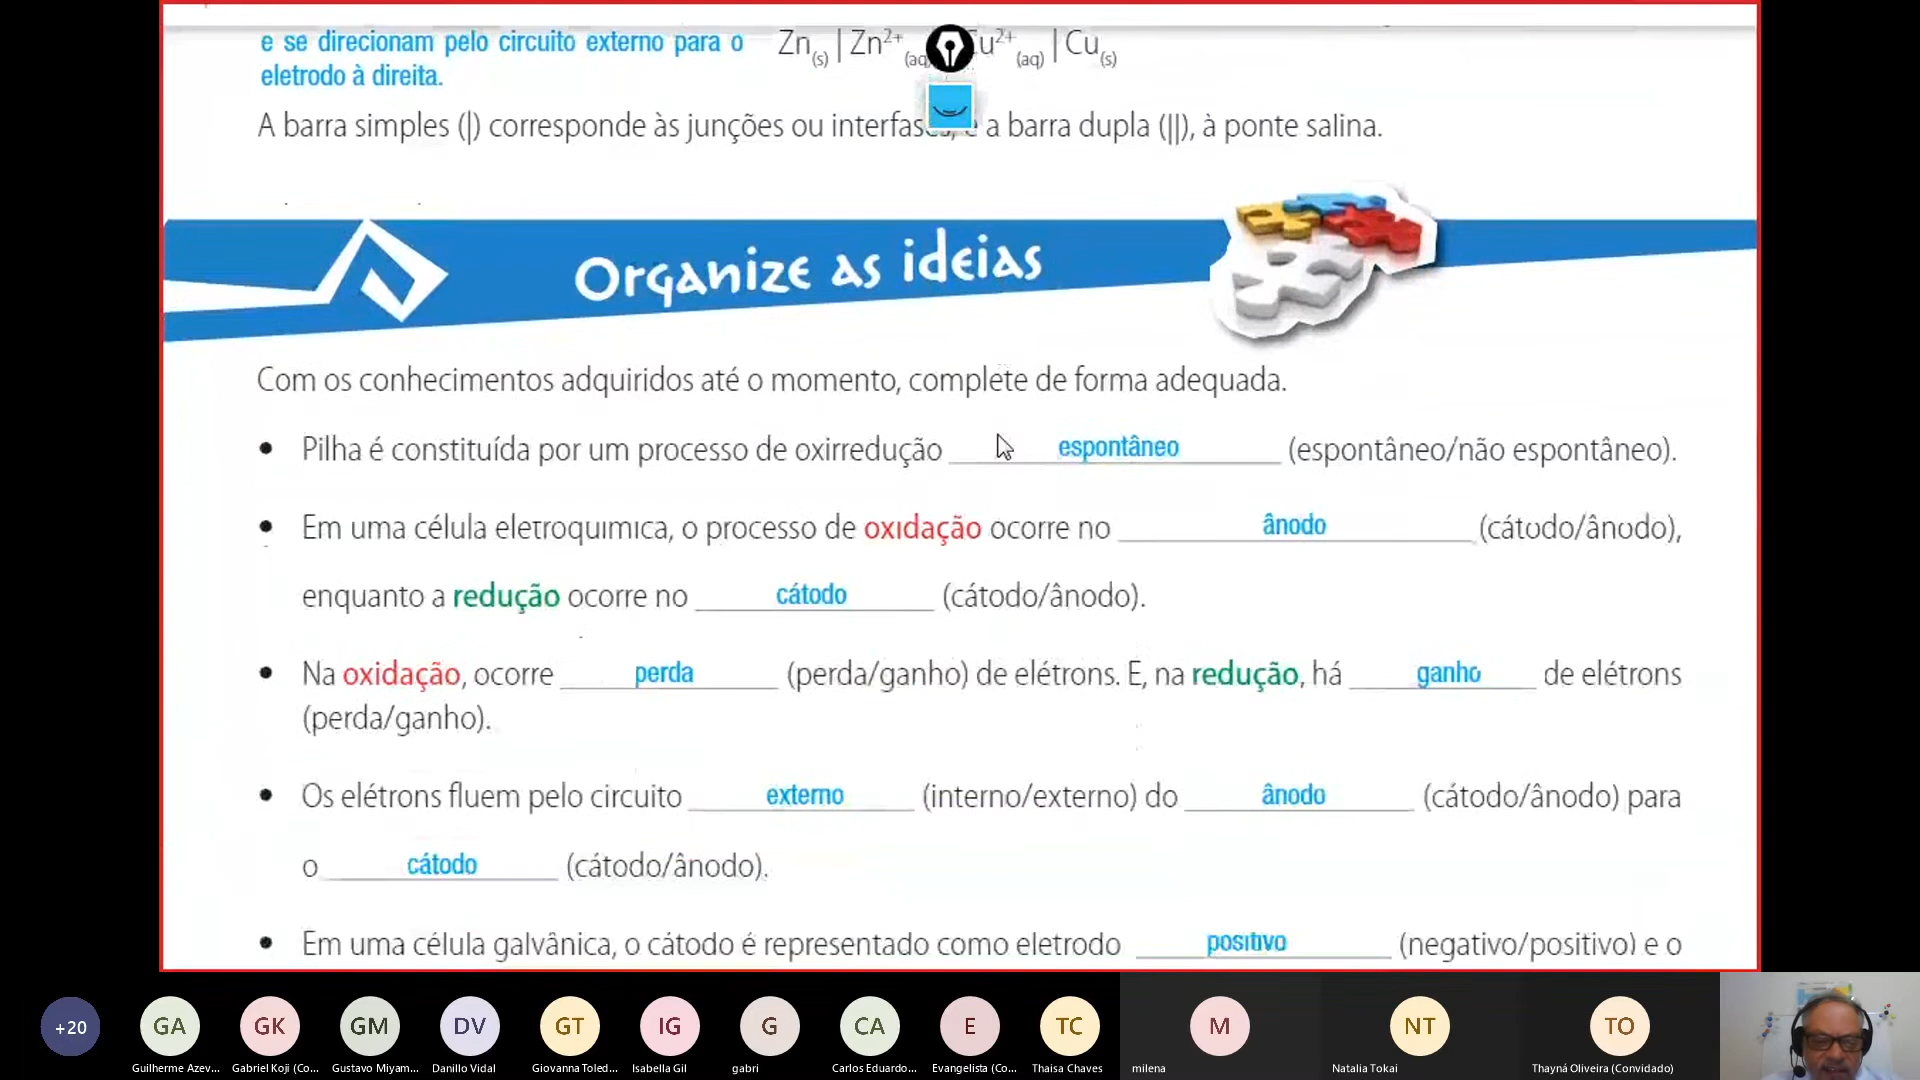 e se direcionam pelo circuito externo para o
eletrodo à direita.
Zn(s) | Zn²⁺(aq) Cu²⁺(aq) | Cu(s)
A barra simples (|) corresponde às junções ou interfases, e a barra dupla (||), à ponte salina.
Organize as ideias
Com os conhecimentos adquiridos até o momento, complete de forma adequada.
• Pilha é constituída por um processo de oxirredução espontâneo (espontâneo/não espontâneo).
• Em uma célula eletroquímica, o processo de oxidação ocorre no ânodo (cátodo/ânodo),
enquanto a redução ocorre no cátodo (cátodo/ânodo).
• Na oxidação, ocorre perda (perda/ganho) de elétrons. E, na redução, há ganho de elétrons
(perda/ganho).
• Os elétrons fluem pelo circuito externo (interno/externo) do ânodo (cátodo/ânodo) para
o cátodo (cátodo/ânodo).
• Em uma célula galvânica, o cátodo é representado como eletrodo positivo (negativo/positivo) e o
+20 GA GK GM DV GT IG G CA E TC M NT TO
Guilherme Azev... Gabriel Koji (Co... Gustavo Miyam... Danillo Vidal Giovanna Toled... Isabella Gil gabri Carlos Eduardo... Evangelista (Co... Thaisa Chaves milena Natalia Tokai Thayná Oliveira (Convidado)